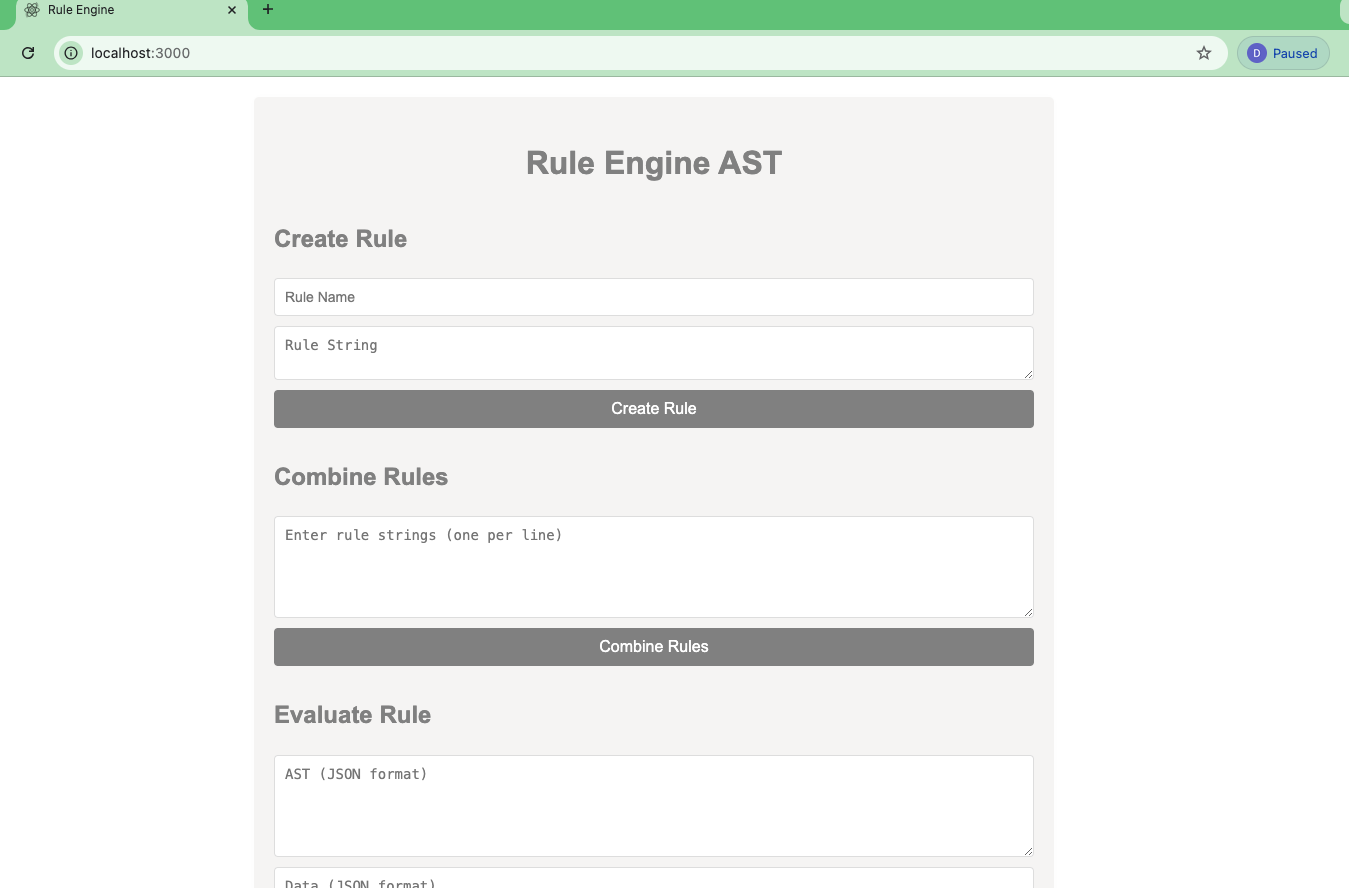 Rule Engine
localhost:3000
D Paused
Rule Engine AST
Create Rule
Rule Name
Rule String
Create Rule
Combine Rules
Enter rule strings (one per line)
Combine Rules
Evaluate Rule
AST (JSON format)
Data (JSON format)